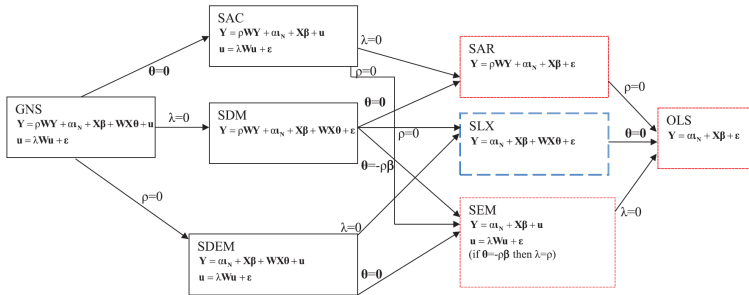 SAC
Y = ρWY + αι_N + Xβ + u
u = λWu + ε
λ=0
ρ=0
θ=0
SAR
Y = ρWY + αι_N + Xβ + ε
ρ=0
GNS
Y = ρWY + αι_N + Xβ + WXθ + u
u = λWu + ε
λ=0
SDM
Y = ρWY + αι_N + Xβ + WXθ + ε
θ=0
ρ=0
θ=-ρβ
SLX
Y = αι_N + Xβ + WXθ + ε
θ=0
OLS
Y = αι_N + Xβ + ε
ρ=0
SDEM
Y = αι_N + Xβ + WXθ + u
u = λWu + ε
λ=0
θ=0
SEM
Y = αι_N + Xβ + u
u = λWu + ε
(if θ=-ρβ then λ=ρ)
λ=0